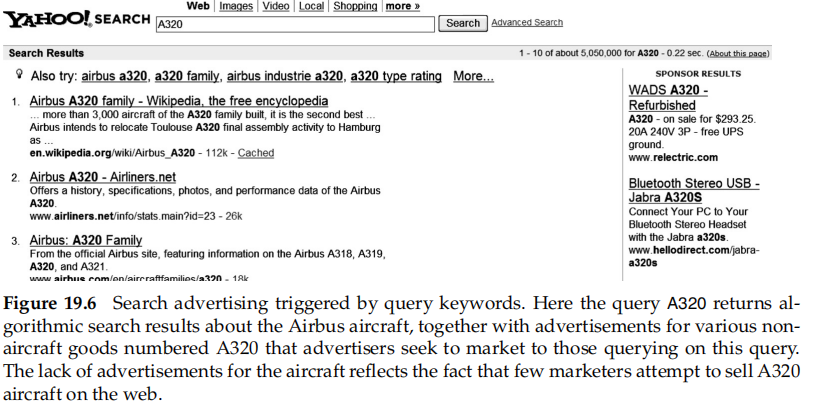 Web | Images | Video | Local | Shopping | more »
YAHOO! SEARCH A320 Search Advanced Search
Search Results 1 - 10 of about 5,050,000 for A320 - 0.22 sec. (About this page)
Also try: airbus a320, a320 family, airbus industrie a320, a320 type rating More...
1. Airbus A320 family - Wikipedia, the free encyclopedia
... more than 3,000 aircraft of the A320 family built, it is the second best ...
Airbus intends to relocate Toulouse A320 final assembly activity to Hamburg
as ...
en.wikipedia.org/wiki/Airbus_A320 - 112k - Cached
2. Airbus A320 - Airliners.net
Offers a history, specifications, photos, and performance data of the Airbus
A320.
www.airliners.net/info/stats.main?id=23 - 26k
3. Airbus: A320 Family
From the official Airbus site, featuring information on the Airbus A318, A319,
A320, and A321.
www.airbus.com/en/aircraftfamilies/a320 - 18k
SPONSOR RESULTS
WADS A320 -
Refurbished
A320 - on sale for $293.25.
20A 240V 3P - free UPS
ground.
www.relectric.com
Bluetooth Stereo USB -
Jabra A320S
Connect Your PC to Your
Bluetooth Stereo Headset
with the Jabra a320s.
www.hellodirect.com/jabra-
a320s
Figure 19.6 Search advertising triggered by query keywords. Here the query A320 returns al-
gorithmic search results about the Airbus aircraft, together with advertisements for various non-
aircraft goods numbered A320 that advertisers seek to market to those querying on this query.
The lack of advertisements for the aircraft reflects the fact that few marketers attempt to sell A320
aircraft on the web.